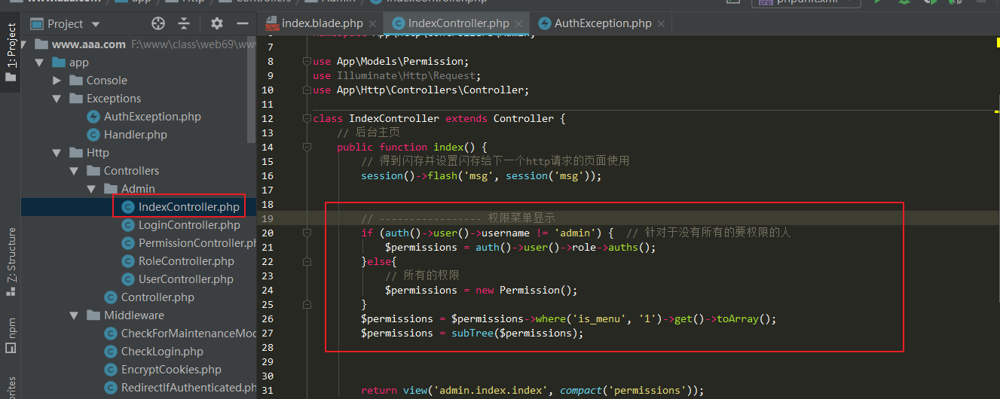 Project
index.blade.php
IndexController.php
AuthException.php
1: Project
7: Structure
npm
www.aaa.com F:\www\class\web69\ww
app
Console
Exceptions
AuthException.php
Handler.php
Http
Controllers
Admin
IndexController.php
LoginController.php
PermissionController.ph
RoleController.php
UserController.php
Controller.php
Middleware
CheckForMaintenanceMod
CheckLogin.php
EncryptCookies.php
RedirectIfAuthenticated.ph
7
8 use App\Models\Permission;
9 use Illuminate\Http\Request;
10 use App\Http\Controllers\Controller;
11
12 class IndexController extends Controller {
13 // 后台主页
14 public function index() {
15 // 得到闪存并设置闪存给下一个http请求的页面使用
16 session()->flash('msg', session('msg'));
17
18
19 // ----------------- 权限菜单显示
20 if (auth()->user()->username != 'admin') { // 针对于没有所有的要权限的人
21 $permissions = auth()->user()->role->auths();
22 }else{
23 // 所有的权限
24 $permissions = new Permission();
25 }
26 $permissions = $permissions->where('is_menu', '1')->get()->toArray();
27 $permissions = subTree($permissions);
28
29
30
31 return view('admin.index.index', compact('permissions'));